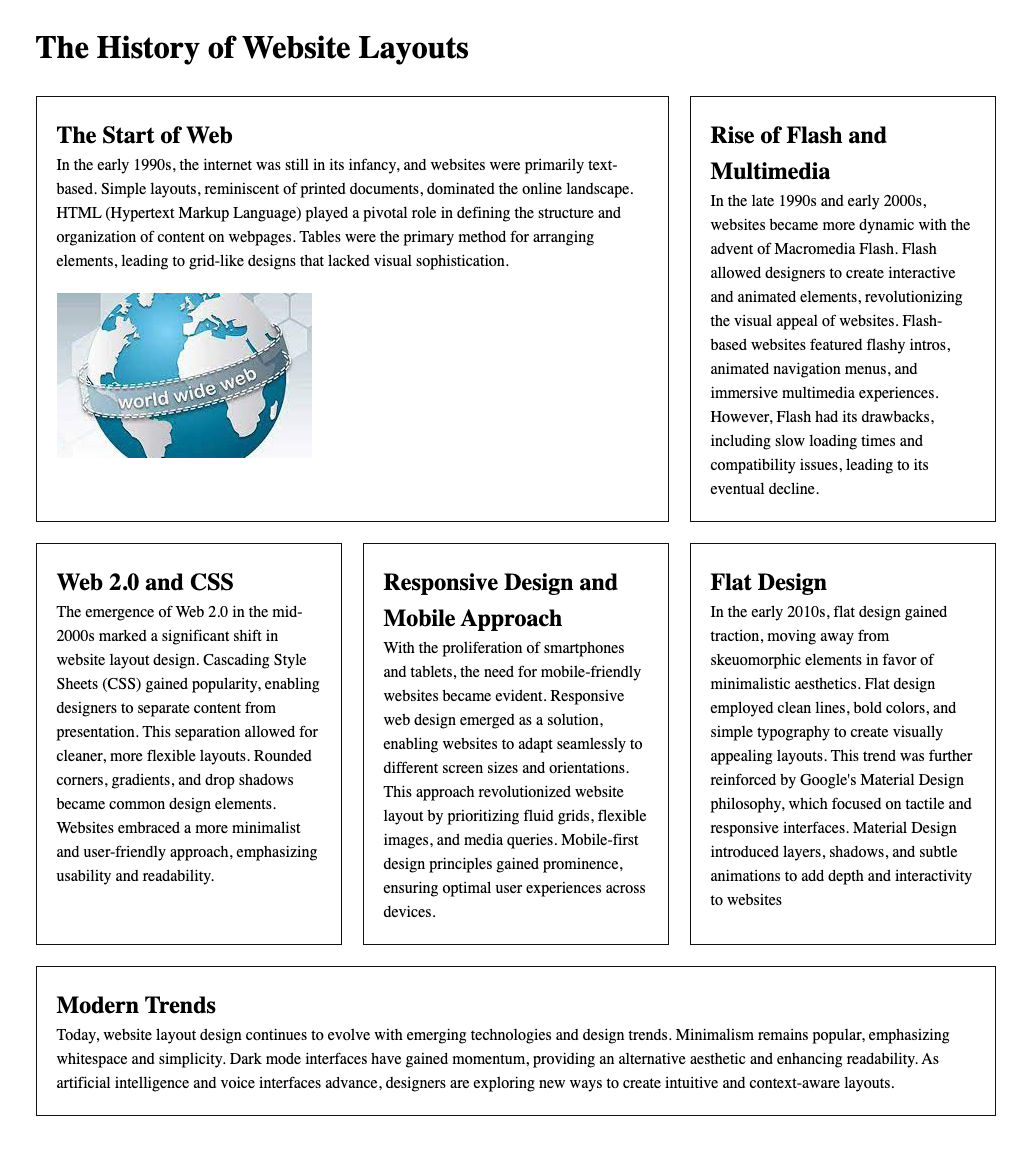 The History of Website Layouts
The Start of Web
In the early 1990s, the internet was still in its infancy, and websites were primarily text-
based. Simple layouts, reminiscent of printed documents, dominated the online landscape.
HTML (Hypertext Markup Language) played a pivotal role in defining the structure and
organization of content on webpages. Tables were the primary method for arranging
elements, leading to grid-like designs that lacked visual sophistication.
world wide web
Rise of Flash and
Multimedia
In the late 1990s and early 2000s,
websites became more dynamic with the
advent of Macromedia Flash. Flash
allowed designers to create interactive
and animated elements, revolutionizing
the visual appeal of websites. Flash-
based websites featured flashy intros,
animated navigation menus, and
immersive multimedia experiences.
However, Flash had its drawbacks,
including slow loading times and
compatibility issues, leading to its
eventual decline.
Web 2.0 and CSS
The emergence of Web 2.0 in the mid-
2000s marked a significant shift in
website layout design. Cascading Style
Sheets (CSS) gained popularity, enabling
designers to separate content from
presentation. This separation allowed for
cleaner, more flexible layouts. Rounded
corners, gradients, and drop shadows
became common design elements.
Websites embraced a more minimalist
and user-friendly approach, emphasizing
usability and readability.
Responsive Design and
Mobile Approach
With the proliferation of smartphones
and tablets, the need for mobile-friendly
websites became evident. Responsive
web design emerged as a solution,
enabling websites to adapt seamlessly to
different screen sizes and orientations.
This approach revolutionized website
layout by prioritizing fluid grids, flexible
images, and media queries. Mobile-first
design principles gained prominence,
ensuring optimal user experiences across
devices.
Flat Design
In the early 2010s, flat design gained
traction, moving away from
skeuomorphic elements in favor of
minimalistic aesthetics. Flat design
employed clean lines, bold colors, and
simple typography to create visually
appealing layouts. This trend was further
reinforced by Google's Material Design
philosophy, which focused on tactile and
responsive interfaces. Material Design
introduced layers, shadows, and subtle
animations to add depth and interactivity
to websites
Modern Trends
Today, website layout design continues to evolve with emerging technologies and design trends. Minimalism remains popular, emphasizing
whitespace and simplicity. Dark mode interfaces have gained momentum, providing an alternative aesthetic and enhancing readability. As
artificial intelligence and voice interfaces advance, designers are exploring new ways to create intuitive and context-aware layouts.